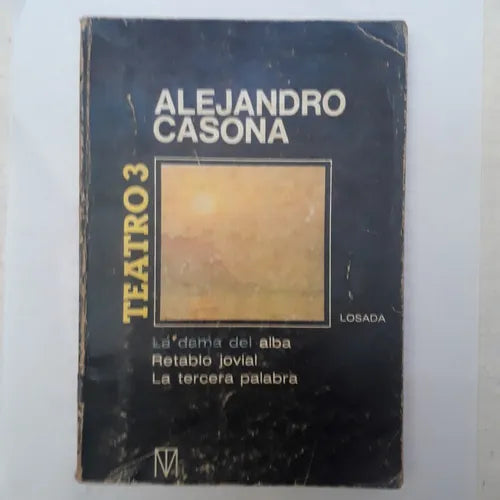 ALEJANDRO
CASONA
TEATRO 3
LOSADA
La dama del alba
Retablo jovial
La tercera palabra